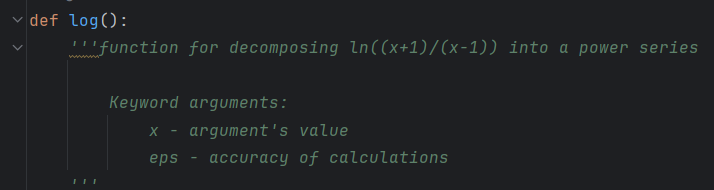 def log():
'''function for decomposing ln((x+1)/(x-1)) into a power series
Keyword arguments:
x - argument's value
eps - accuracy of calculations
'''